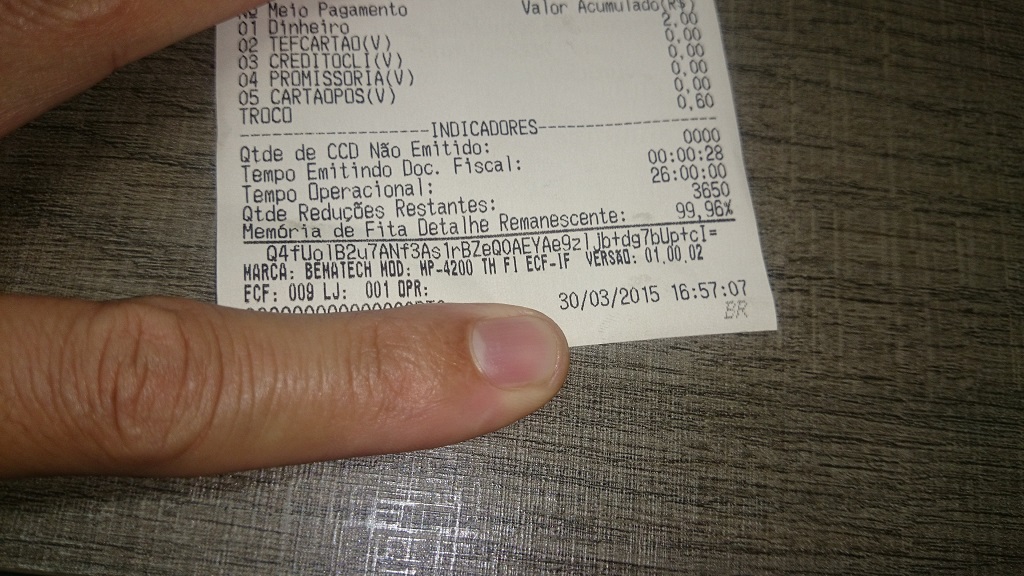 Nº Meio Pagamento Valor Acumulado(R$)
01 Dinheiro 2,00
02 TEFCARTAO(V) 0,00
03 CREDITOCLI(V) 0,00
04 PROMISSORIA(V) 0,00
05 CARTAOPOS(V) 0,00
TROCO 0,60
--------------------INDICADORES--------------------
Qtde de CCD Não Emitido: 0000
Tempo Emitindo Doc. Fiscal: 00:00:28
Tempo Operacional: 26:00:00
Qtde Reduções Restantes: 3650
Memória de Fita Detalhe Remanescente: 99,96%
Q4fUolB2u7ANf3As1rBZeQOAEYAe9zlJbtdg7bUptcI=
MARCA: BEMATECH MOD: MP-4200 TH FI ECF-IF VERSÃO: 01.00.02
ECF: 009 LJ: 001 OPR:
30/03/2015 16:57:07
BR